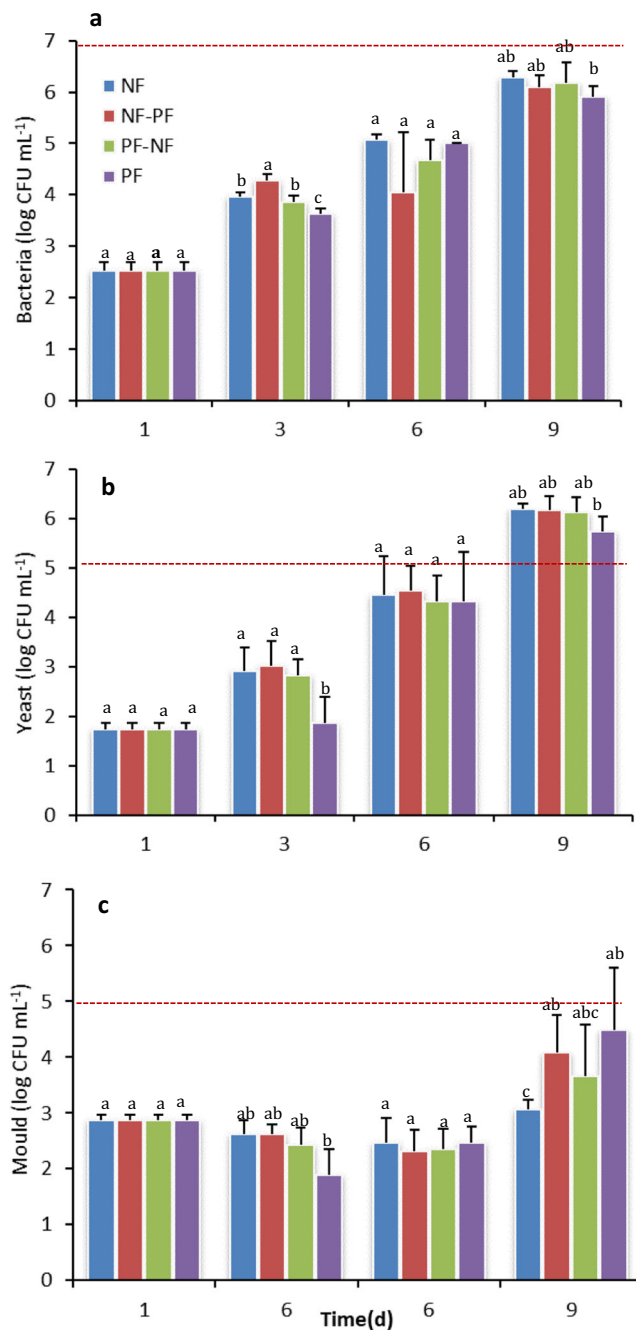 a
7
6
5
4
3
2
1
0
Bacteria (log CFU mL-1)
NF
NF-PF
PF-NF
PF
a a a a
b a b c
a a a a
ab ab ab b
1 3 6 9
b
7
6
5
4
3
2
1
0
Yeast (log CFU mL-1)
a a a a
a a a b
a a a a
ab ab ab b
1 3 6 9
c
7
6
5
4
3
2
1
0
Mould (log CFU mL-1)
a a a a
ab ab ab b
a a a a
c ab abc ab
1 6 6 9
Time(d)